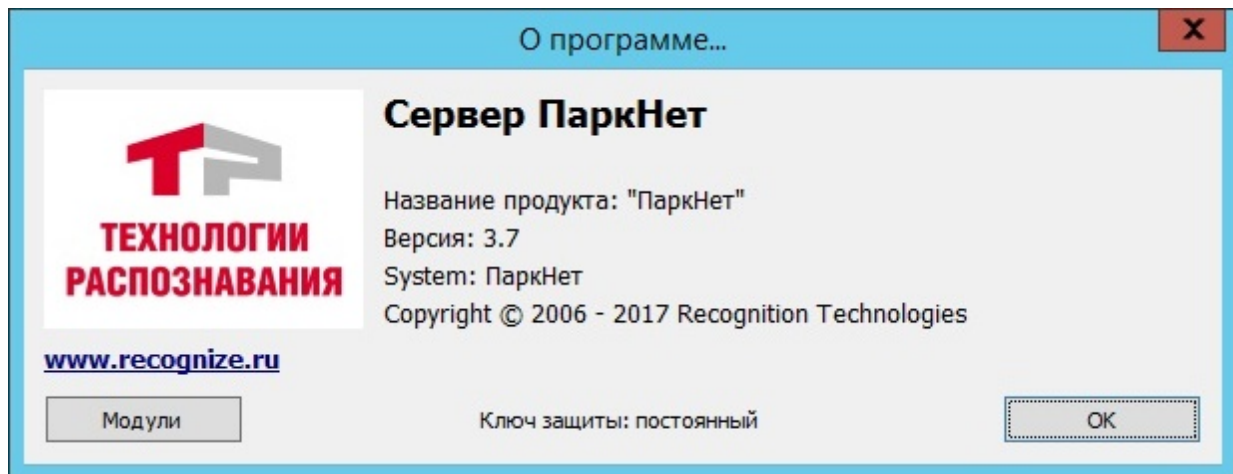 О программе...
x
ТЕХНОЛОГИИ
РАСПОЗНАВАНИЯ
www.recognize.ru
Сервер ПаркНет
Название продукта: "ПаркНет"
Версия: 3.7
System: ПаркНет
Copyright © 2006 - 2017 Recognition Technologies
Модули
Ключ защиты: постоянный
OK